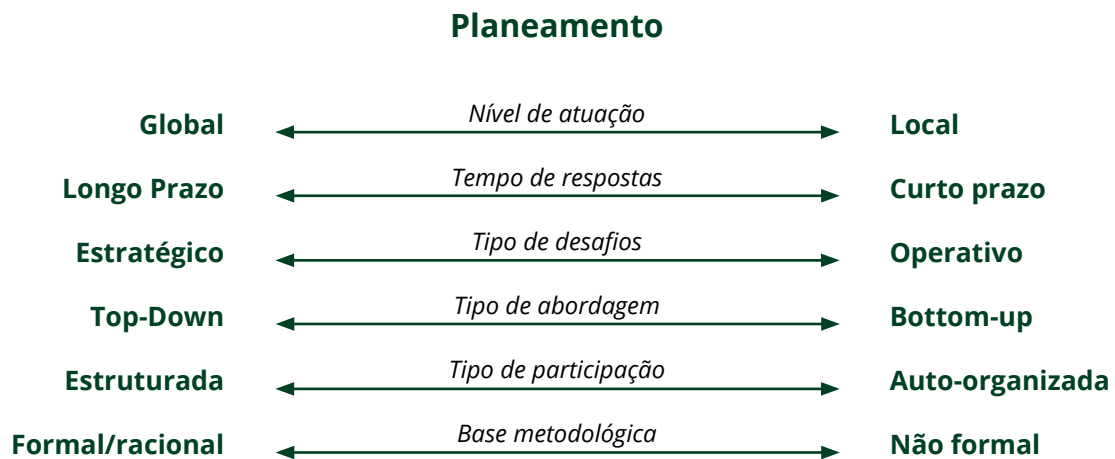 Planeamento
Global Nível de atuação Local
Longo Prazo Tempo de respostas Curto prazo
Estratégico Tipo de desafios Operativo
Top-Down Tipo de abordagem Bottom-up
Estruturada Tipo de participação Auto-organizada
Formal/racional Base metodológica Não formal